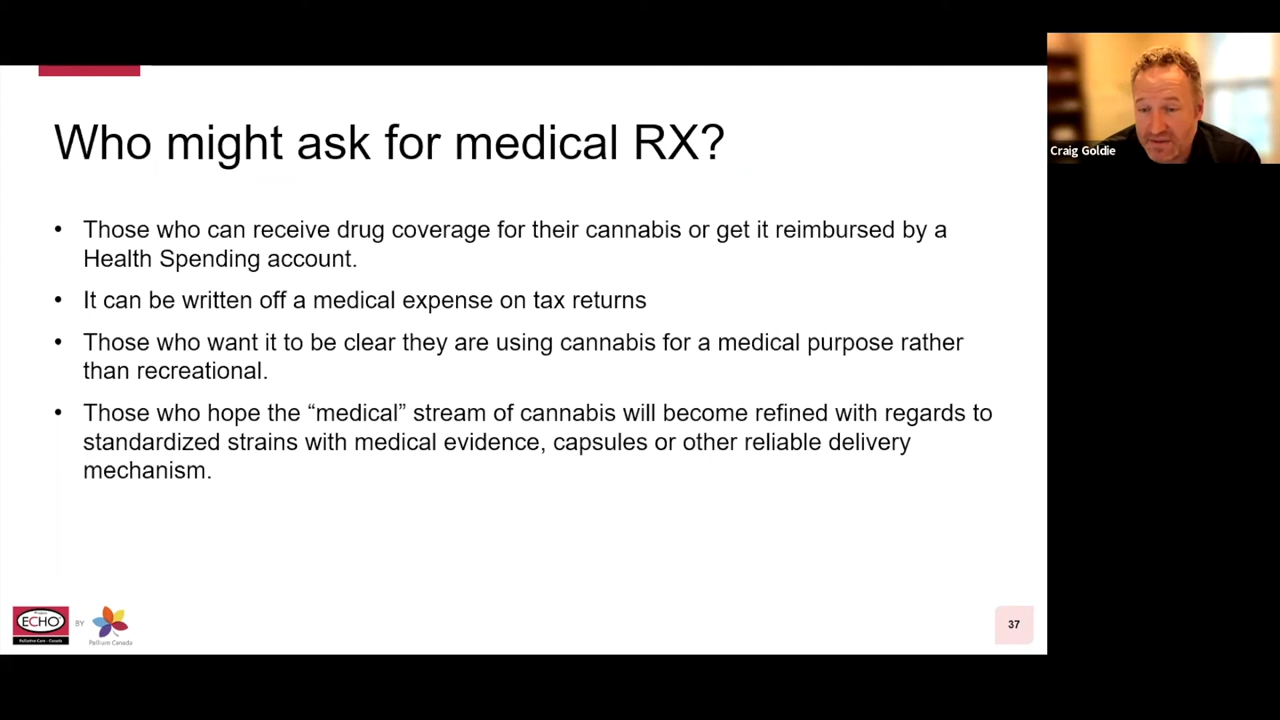 Who might ask for medical RX?
Craig Goldie
• Those who can receive drug coverage for their cannabis or get it reimbursed by a
Health Spending account.
• It can be written off a medical expense on tax returns
• Those who want it to be clear they are using cannabis for a medical purpose rather
than recreational.
• Those who hope the “medical” stream of cannabis will become refined with regards to
standardized strains with medical evidence, capsules or other reliable delivery
mechanism.
ECHO
Palliative Care - Canada
BY
Pallium Canada
37